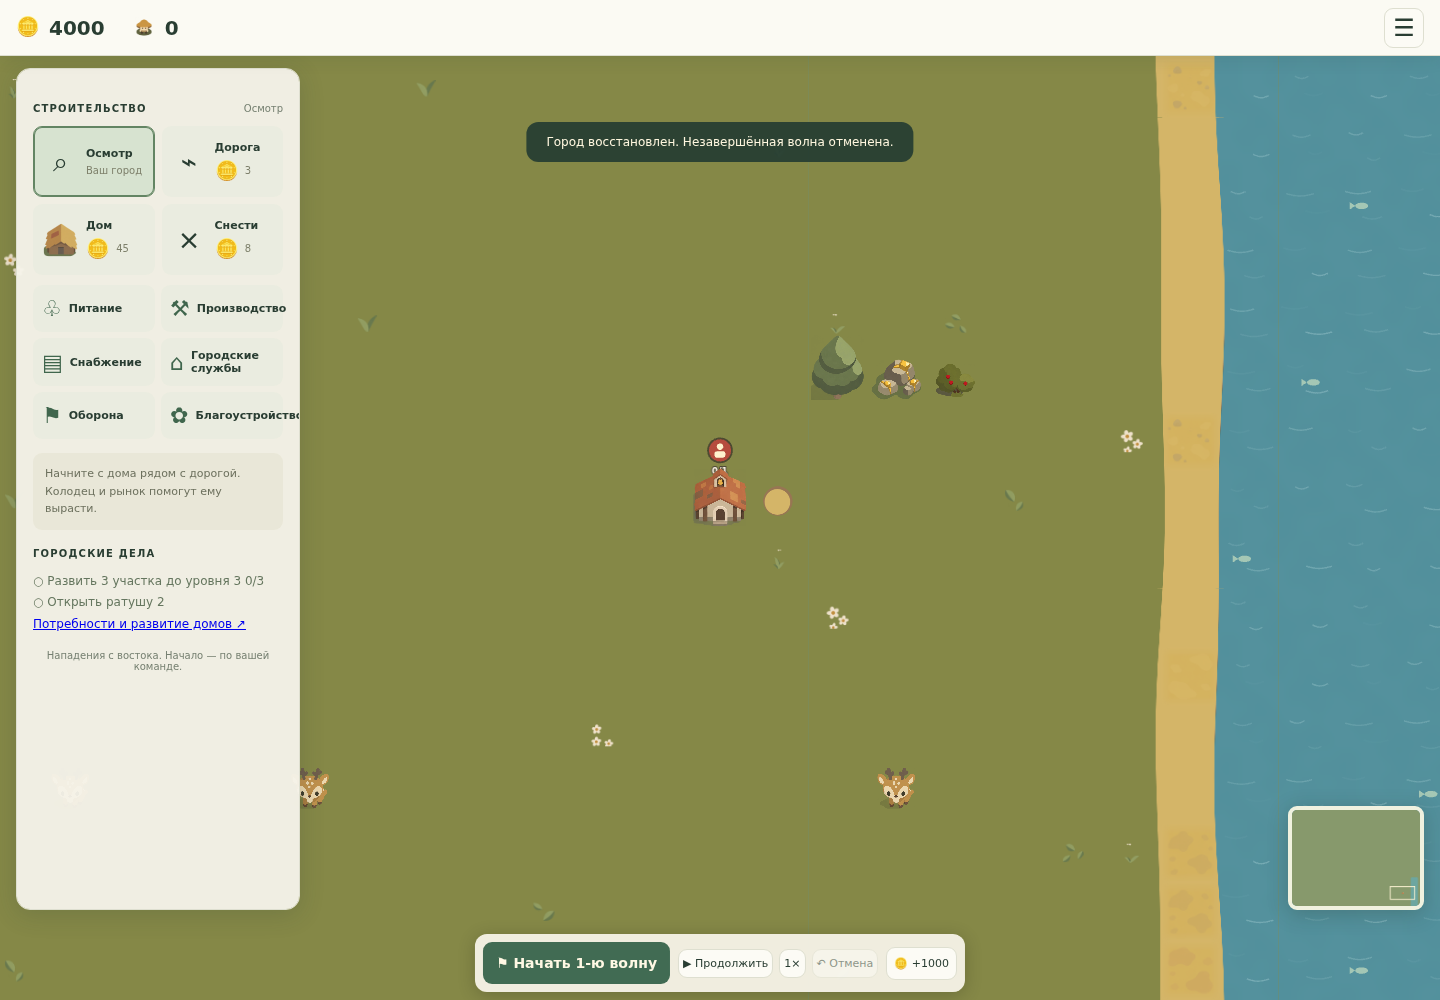 4000
0
☰
СТРОИТЕЛЬСТВО
Осмотр
Осмотр
Ваш город
Дорога
3
Дом
45
Снести
8
Питание
Производство
Снабжение
Городские
службы
Оборона
Благоустройство
Начните с дома рядом с дорогой.
Колодец и рынок помогут ему
вырасти.
ГОРОДСКИЕ ДЕЛА
○ Развить 3 участка до уровня 3 0/3
○ Открыть ратушу 2
Потребности и развитие домов ↗
Нападения с востока. Начало — по вашей
команде.
Город восстановлен. Незавершённая волна отменена.
⚑ Начать 1-ю волну
▶ Продолжить
1×
↶ Отмена
+1000